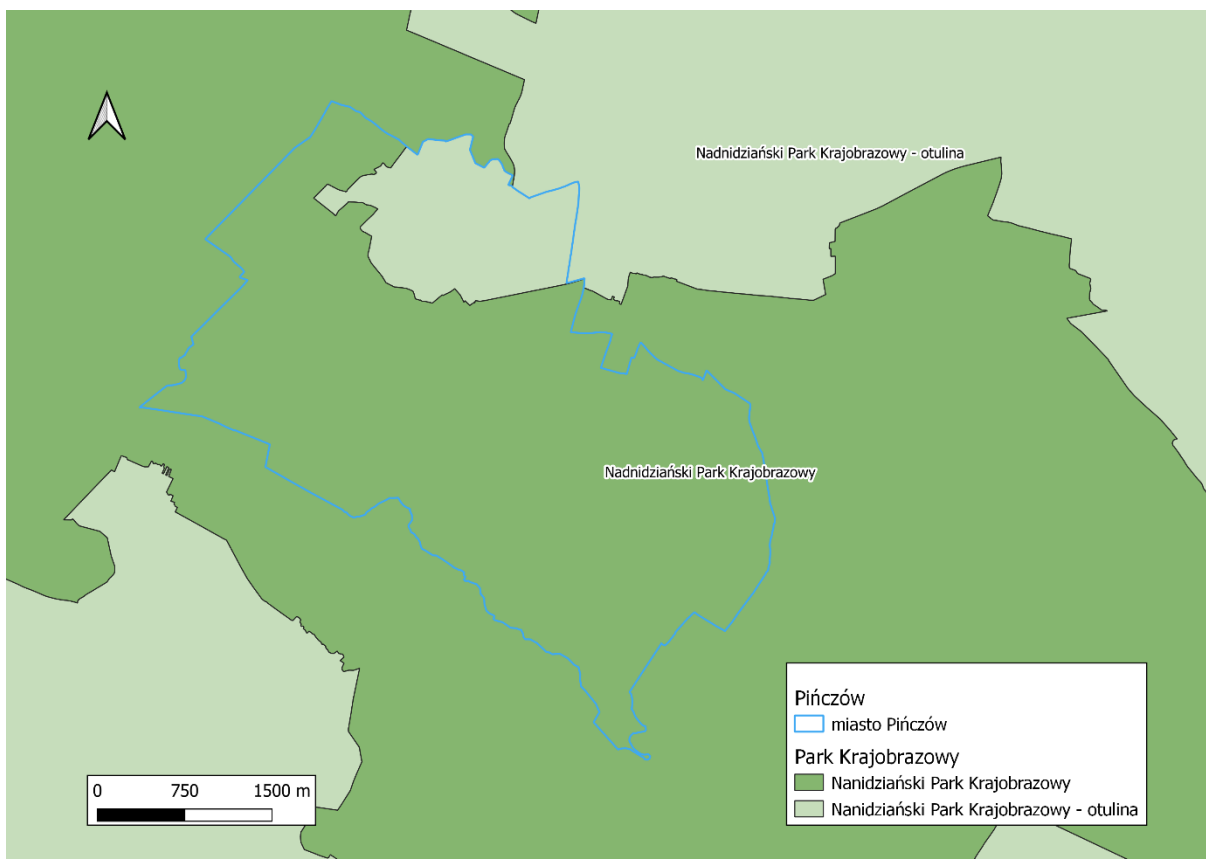 Nadnidziański Park Krajobrazowy - otulina
Nadnidziański Park Krajobrazowy
Pińczów
miasto Pińczów
Park Krajobrazowy
Nanidziański Park Krajobrazowy
Nanidziański Park Krajobrazowy - otulina
0 750 1500 m